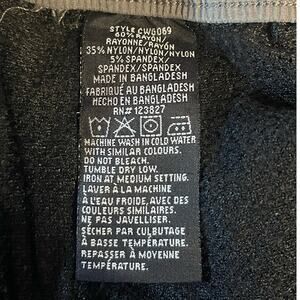 STYLE CWG069
60% RAYON/
RAYONNE/RAYON
35% NYLON/NYLON/NYLON
5% SPANDEX/
SPANDEX/SPANDEX
MADE IN BANGLADESH
FABRIQUÉ AU BANGLADESH
HECHO EN BANGLADESH
RN# 123827
MACHINE WASH IN COLD WATER
WITH SIMILAR COLOURS.
DO NOT BLEACH.
TUMBLE DRY LOW.
IRON AT MEDIUM SETTING.
LAVER À LA MACHINE
À L'EAU FROIDE, AVEC DES
COULEURS SIMILAIRES.
NE PAS JAVELLISER.
SÉCHER PAR CULBUTAGE
À BASSE TEMPÉRATURE.
REPASSER À MOYENNE
TEMPÉRATURE.